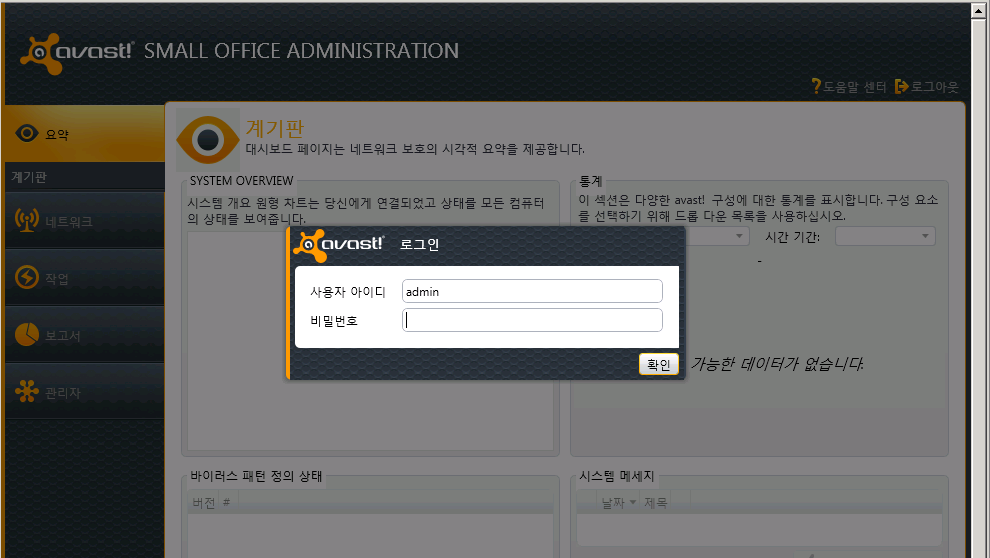 avast! SMALL OFFICE ADMINISTRATION
?도움말 센터 로그아웃
요약
계기판
네트워크
작업
보고서
관리자
계기판
대시보드 페이지는 네트워크 보호의 시각적 요약을 제공합니다.
SYSTEM OVERVIEW
시스템 개요 원형 차트는 당신에게 연결되었고 상태를 모든 컴퓨터
의 상태를 보여줍니다.
통계
이 섹션은 다양한 avast! 구성에 대한 통계를 표시합니다. 구성 요소
를 선택하기 위해 드롭 다운 목록을 사용하십시오.
시간 기간:
-
가능한 데이터가 없습니다.
avast! 로그인
사용자 아이디 admin
비밀번호
확인
바이러스 패턴 정의 상태
버전 #
시스템 메세지
날짜 제목